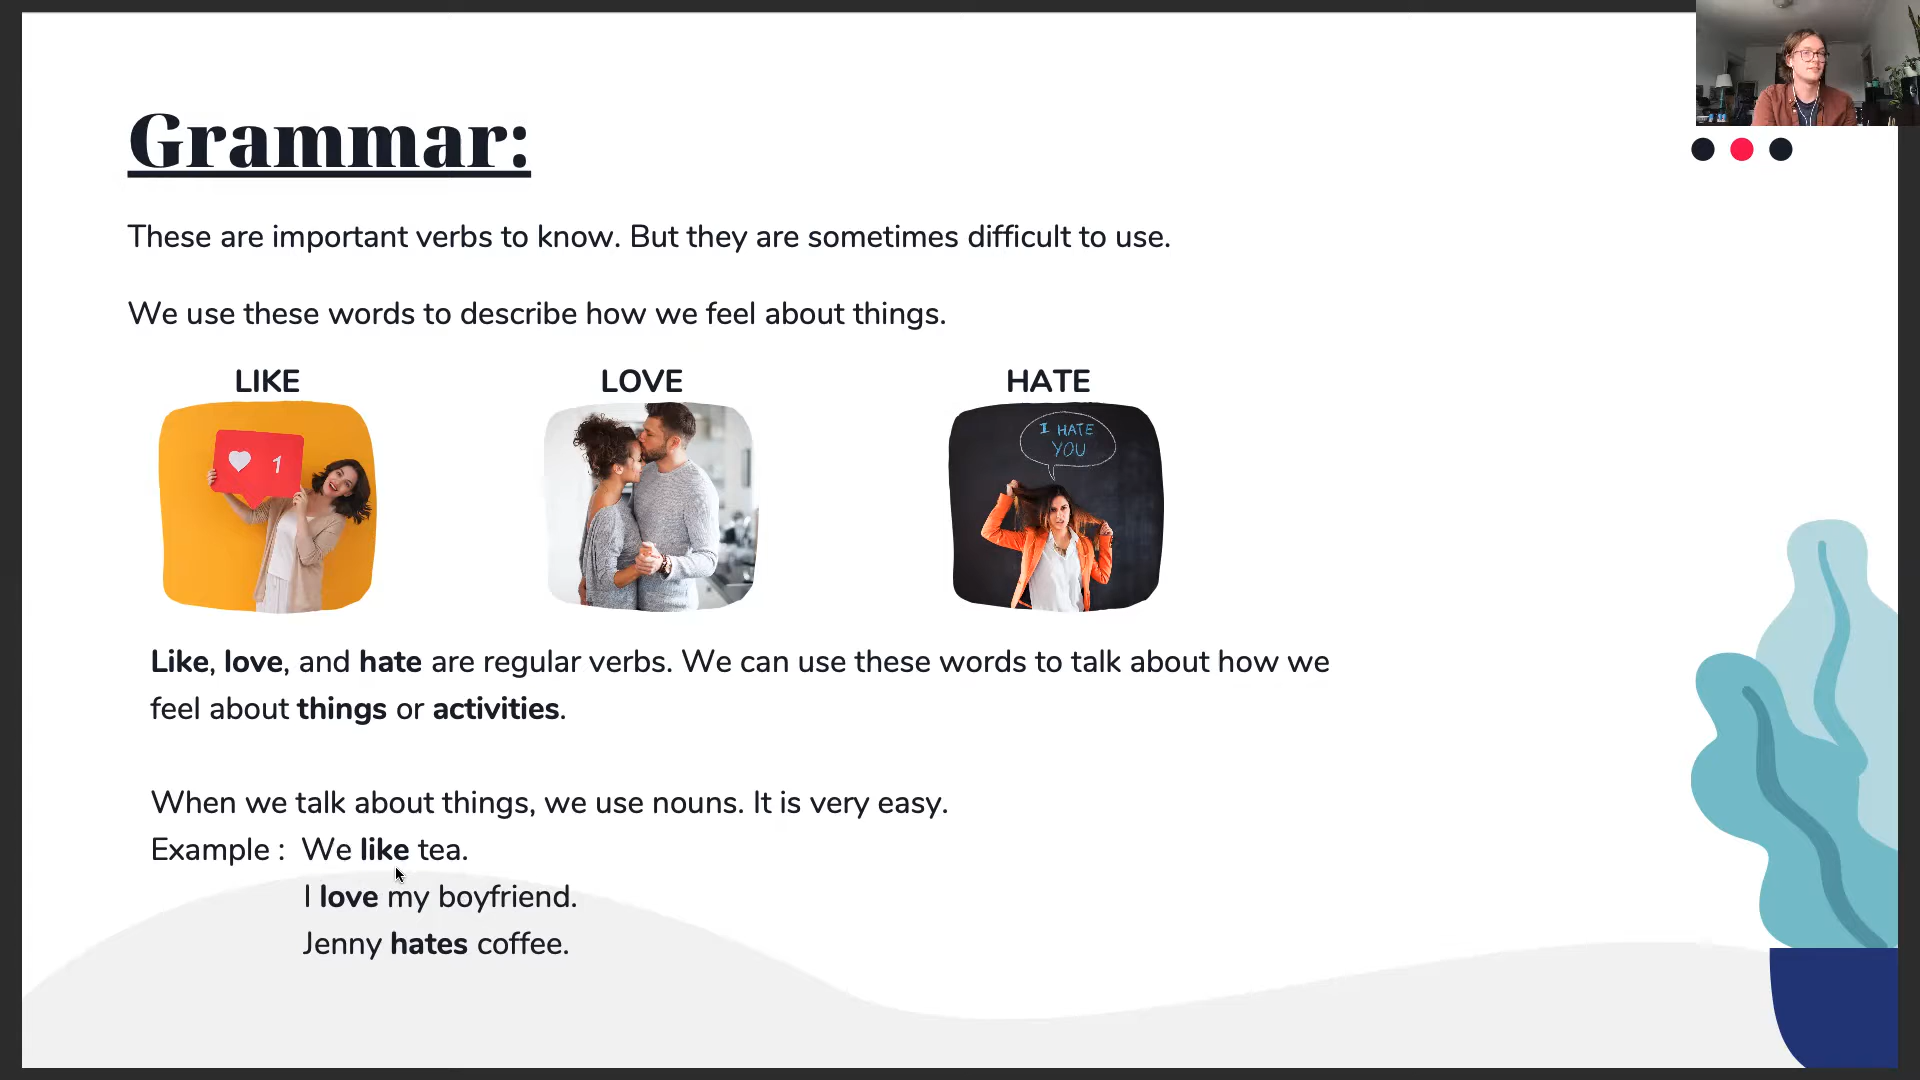 Grammar:
These are important verbs to know. But they are sometimes difficult to use.
We use these words to describe how we feel about things.
LIKE
LOVE
HATE
1
I HATE
YOU
Like, love, and hate are regular verbs. We can use these words to talk about how we
feel about things or activities.
When we talk about things, we use nouns. It is very easy.
Example : We like tea.
I love my boyfriend.
Jenny hates coffee.